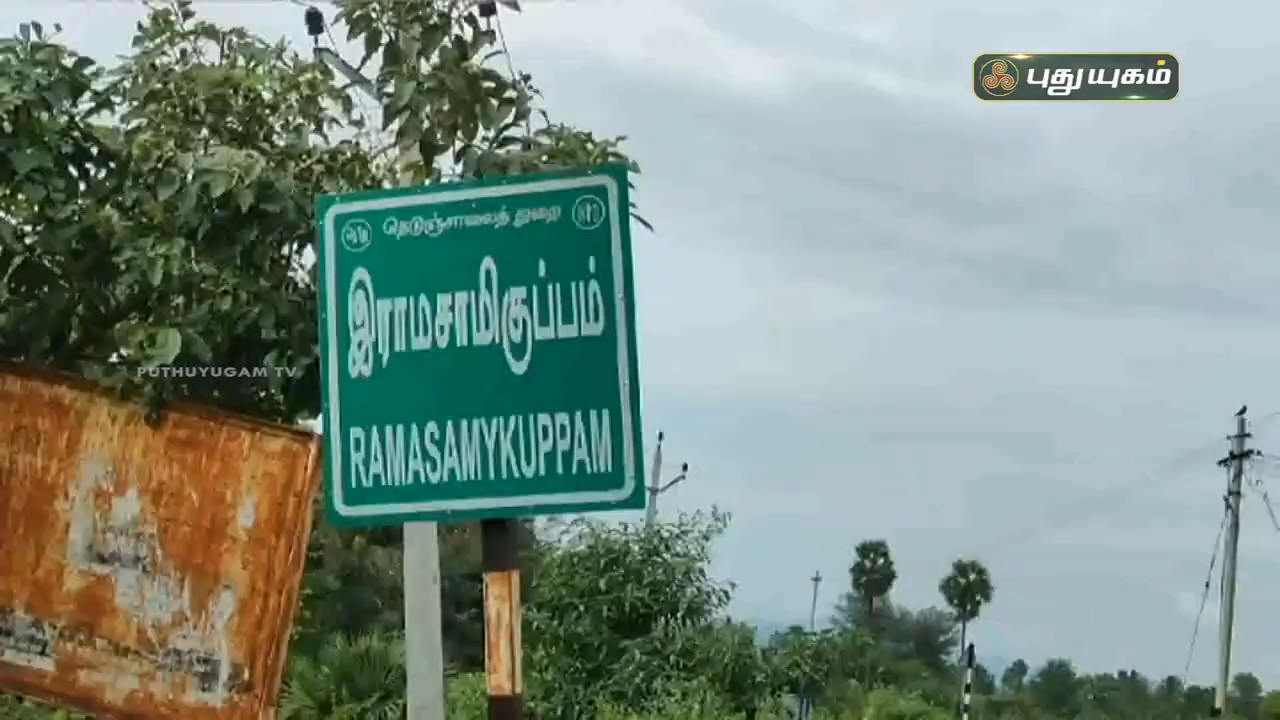 புதுயுகம்
நெடுஞ்சாலைத் துறை
இராமசாமிகுப்பம்
PUTHUYUGAM TV
RAMASAMYKUPPAM